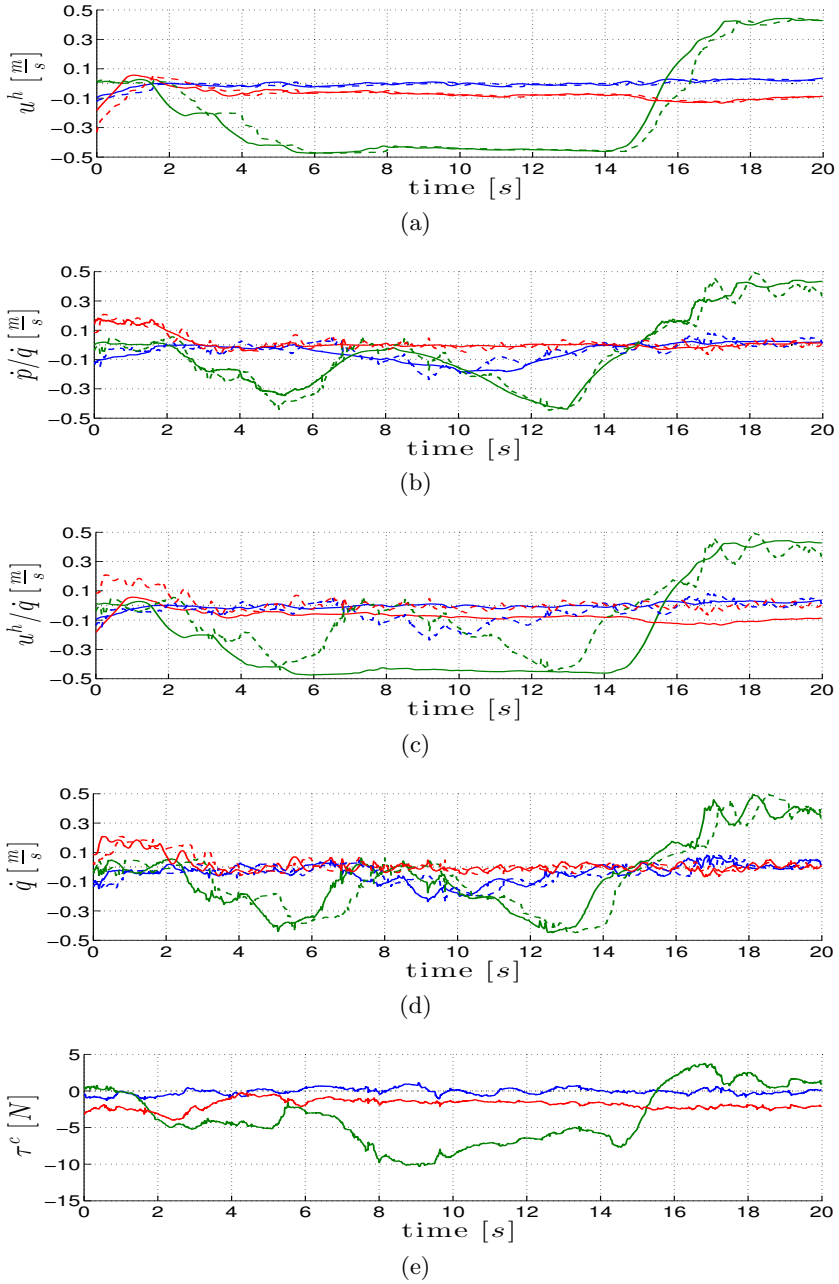 0.5
0.3
0.1
−0.1
−0.3
−0.5
u^h [m/s]
0 2 4 6 8 10 12 14 16 18 20
time [s]
(a)
0.5
0.3
0.1
−0.1
−0.3
−0.5
ṗ/q̇ [m/s]
0 2 4 6 8 10 12 14 16 18 20
time [s]
(b)
0.5
0.3
0.1
−0.1
−0.3
−0.5
u^h/q̇ [m/s]
0 2 4 6 8 10 12 14 16 18 20
time [s]
(c)
0.5
0.3
0.1
−0.1
−0.3
−0.5
q̇ [m/s]
0 2 4 6 8 10 12 14 16 18 20
time [s]
(d)
5
0
−5
−10
−15
τ^c [N]
0 2 4 6 8 10 12 14 16 18 20
time [s]
(e)